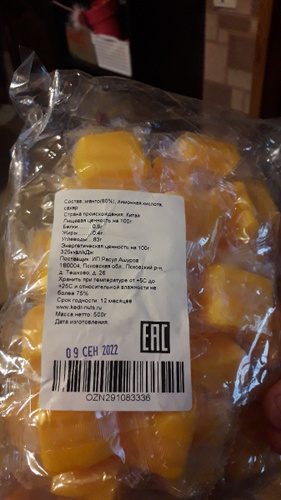 Состав: манго(80%), лимонная кислота,
сахар
Страна происхождения: Китай
Пищевая ценность на 100г
Белки ........... 0,9г
Жиры ........... 0,4г
Углеводы ...83г
Энергетическая ценность на 100г
325ккал/кДж
Поставщик: ИП Расул Ашуров
180004, Псковская обл., Псковский р-н,
д. Тямково, д. 26
Хранить при температуре от +5С до
+25С и относительной влажности не
более 75%
Срок годности: 12 месяцев
www.kedr-nuts.ru
Масса нетто: 500г
Дата изготовления:
09 СЕН 2022
EAC
OZN291083336